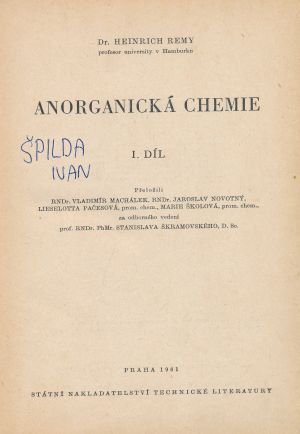 Dr. HEINRICH REMY
profesor university v Hamburku
ANORGANICKÁ CHEMIE
ŠPILDA
IVAN
I. DÍL
Přeložili
RNDr. VLADIMÍR MACHÁLEK, RNDr. JAROSLAV NOVOTNÝ,
LIESELOTTA PAČESOVÁ, prom. chem., MARIE ŠKOLOVÁ, prom. chem.,
za odborného vedení
prof. RNDr. PhMr. STANISLAVA ŠKRAMOVSKÉHO, D. Sc.
PRAHA 1961
STÁTNÍ NAKLADATELSTVÍ TECHNICKÉ LITERATURY